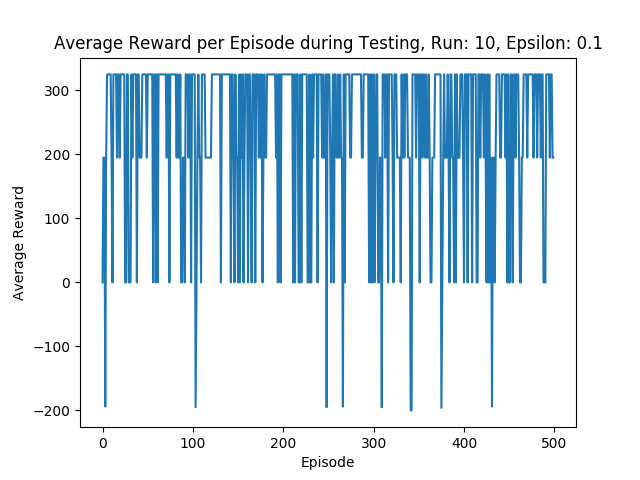 Average Reward per Episode during Testing, Run: 10, Epsilon: 0.1
Average Reward
300
200
100
0
−100
−200
0 100 200 300 400 500
Episode